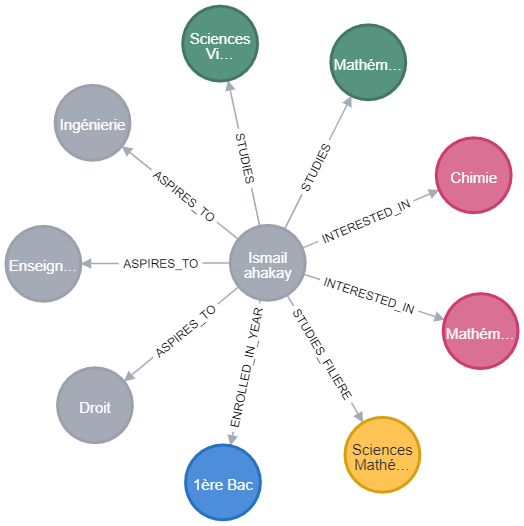 Sciences
Vi...
Mathém...
Ingénierie
STUDIES
STUDIES
Chimie
ASPIRES_TO
INTERESTED_IN
Enseign...
ASPIRES_TO
Ismail
ahakay
INTERESTED_IN
Mathém...
ASPIRES_TO
ENROLLED_IN_YEAR
STUDIES_FILIERE
Droit
Sciences
Mathé...
1ère Bac